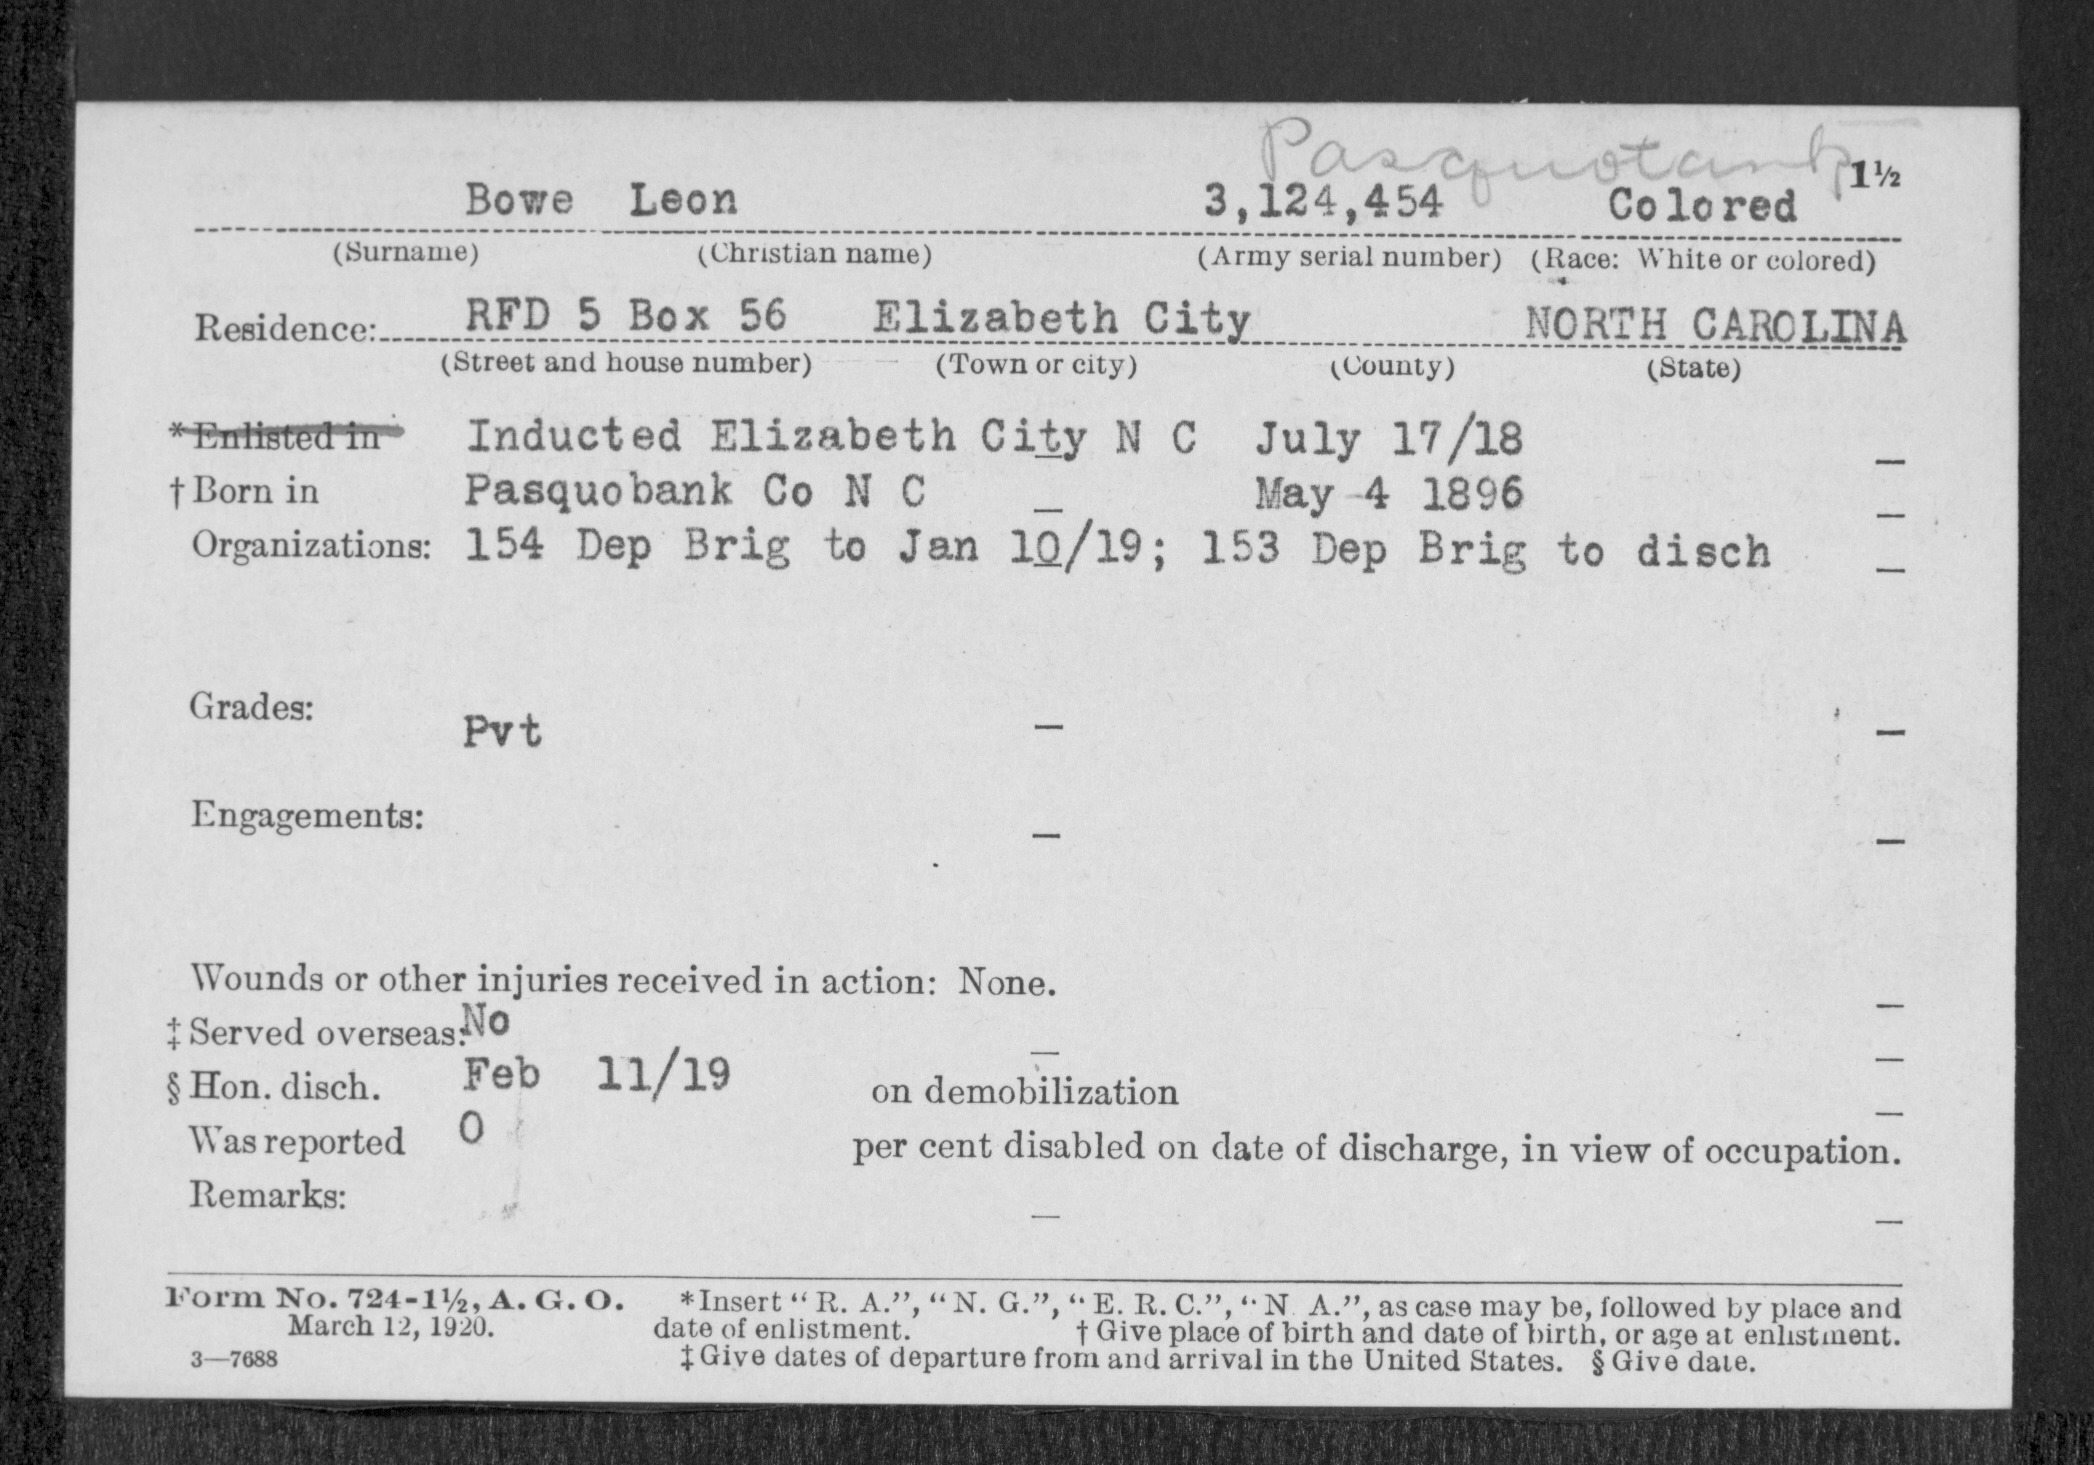 Pasquotank
1½
Bowe Leon 3,124,454 Colored
(Surname) (Christian name) (Army serial number) (Race: White or colored)
Residence: RFD 5 Box 56 Elizabeth City NORTH CAROLINA
(Street and house number) (Town or city) (County) (State)
*Enlisted in Inducted Elizabeth City N C July 17/18
†Born in Pasquobank Co N C May 4 1896
Organizations: 154 Dep Brig to Jan 10/19; 153 Dep Brig to disch
Grades: Pvt
Engagements:
Wounds or other injuries received in action: None.
‡Served overseas: No
§Hon. disch. Feb 11/19 on demobilization
Was reported 0 per cent disabled on date of discharge, in view of occupation.
Remarks:
Form No. 724-1½, A. G. O. *Insert "R. A.", "N. G.", "E. R. C.", "N. A.", as case may be, followed by place and
March 12, 1920. date of enlistment. †Give place of birth and date of birth, or age at enlistment.
3—7688 ‡Give dates of departure from and arrival in the United States. §Give date.